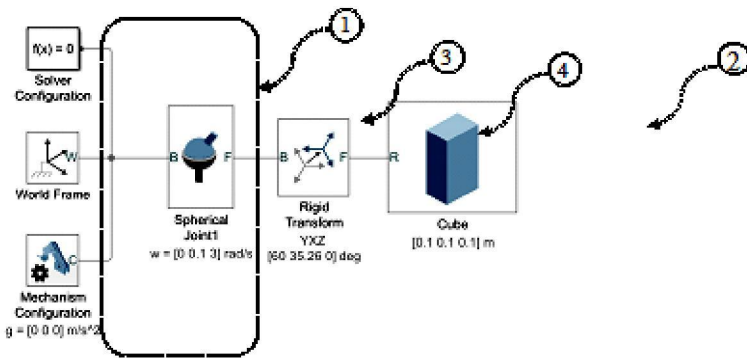 1
f(x) = 0
Solver
Configuration
3
4
2
W
World Frame
B
F
Spherical
Joint1
w = [0 0.1 3] rad/s
B
F
Rigid
Transform
YXZ
[60 35.26 0] deg
R
Cube
[0.1 0.1 0.1] m
C
Mechanism
Configuration
g = [0 0 0] m/s^2